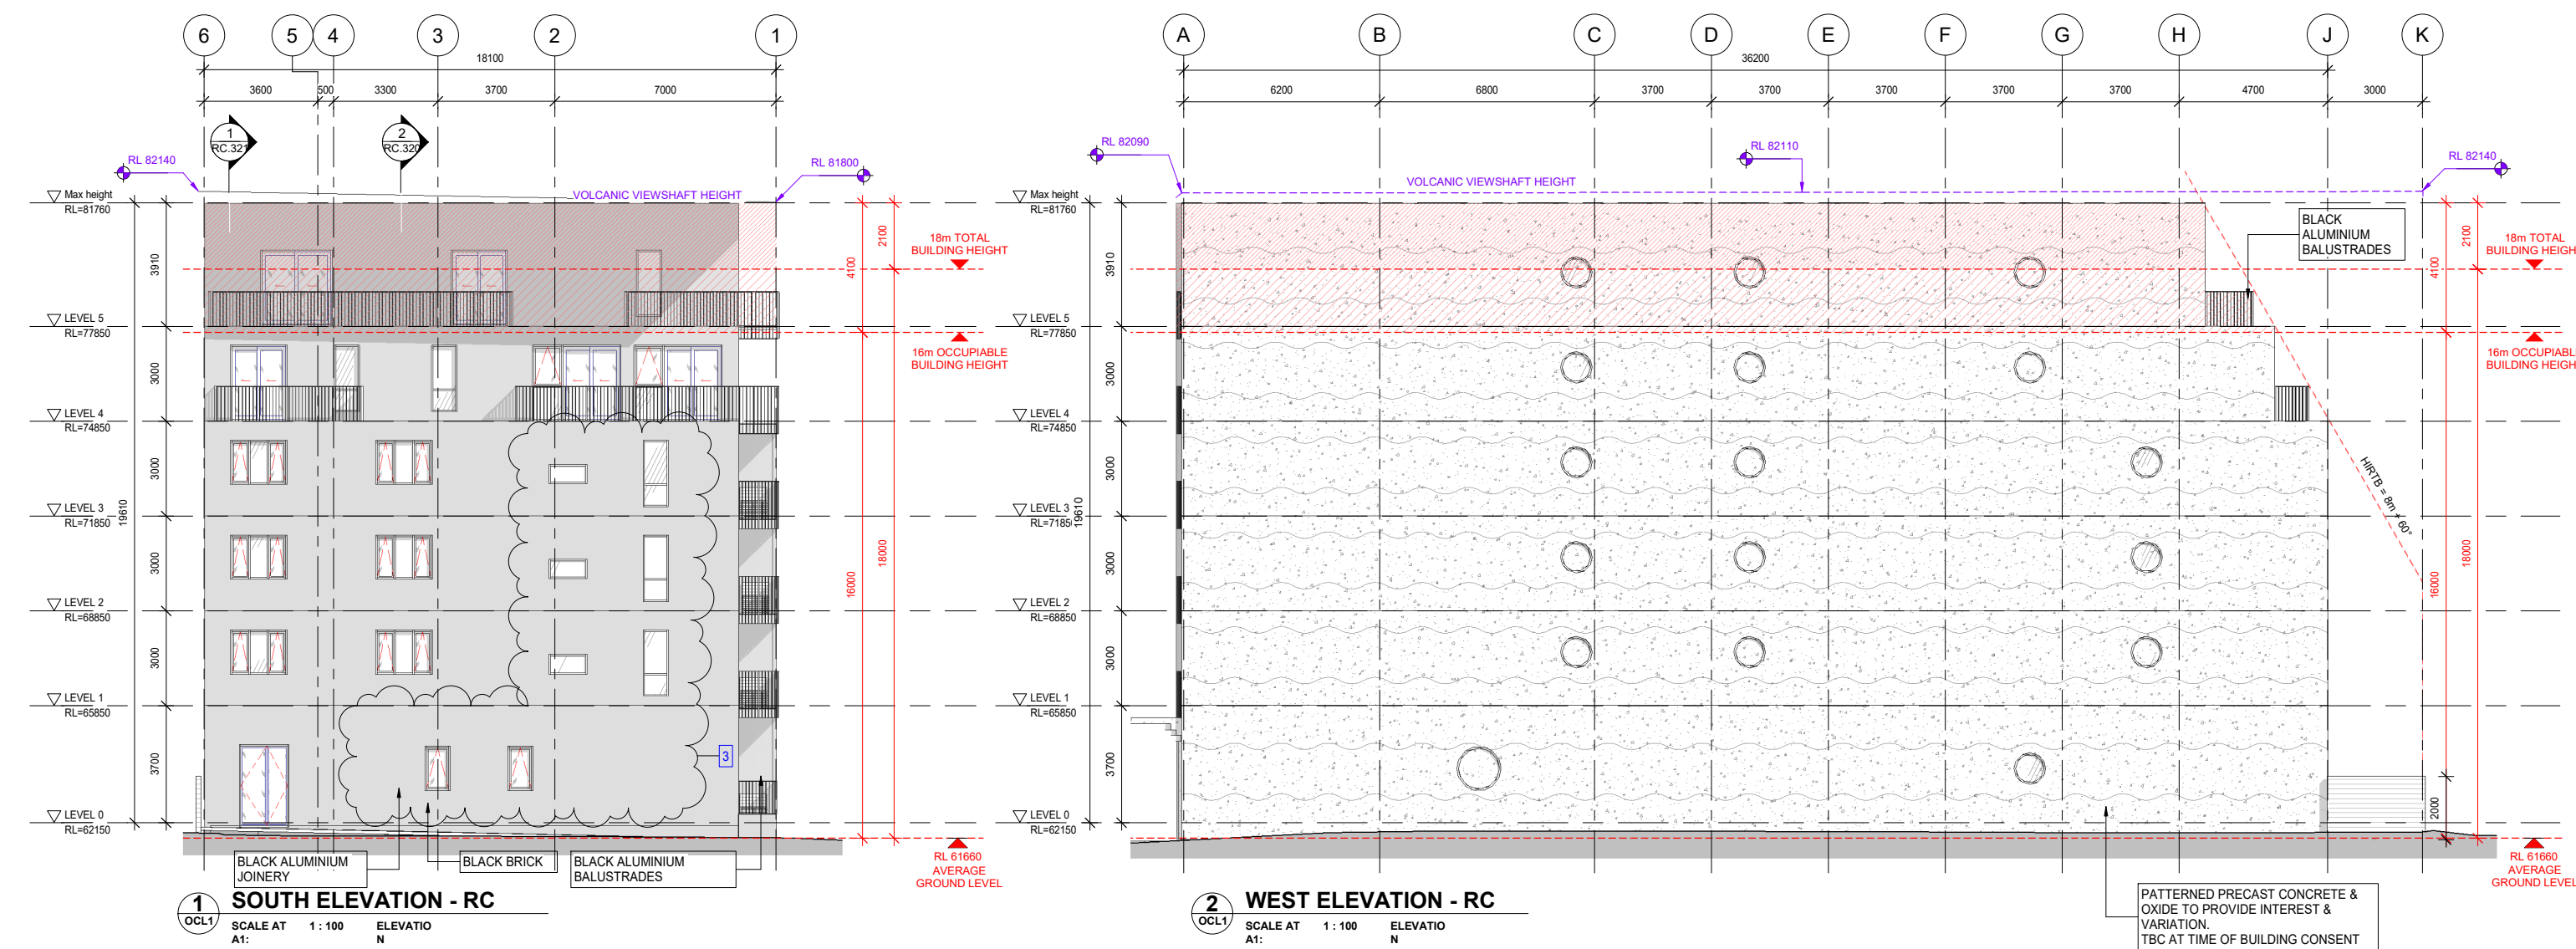 6 5 4 3 2 1
18100
3600 500 3300 3700 7000
1
RC.321
2
RC.320
RL 82140
RL 81800
VOLCANIC VIEWSHAFT HEIGHT
Max height
RL=81760
LEVEL 5
RL=77850
LEVEL 4
RL=74850
LEVEL 3
RL=71850
LEVEL 2
RL=68850
LEVEL 1
RL=65850
LEVEL 0
RL=62150
3910
3000
3000
3000
3000
3700
19610
2100
4100
16000
18000
18m TOTAL
BUILDING HEIGHT
16m OCCUPIABLE
BUILDING HEIGHT
3
RL 61660
AVERAGE
GROUND LEVEL
BLACK ALUMINIUM
JOINERY
BLACK BRICK
BLACK ALUMINIUM
BALUSTRADES
1
OCL1
SOUTH ELEVATION - RC
SCALE AT 1 : 100 ELEVATIO
A1: N
A B C D E F G H J K
36200
6200 6800 3700 3700 3700 3700 3700 4700 3000
RL 82090
RL 82110
RL 82140
VOLCANIC VIEWSHAFT HEIGHT
Max height
RL=81760
LEVEL 5
RL=77850
LEVEL 4
RL=74850
LEVEL 3
RL=71850
LEVEL 2
RL=68850
LEVEL 1
RL=65850
LEVEL 0
RL=62150
3910
3000
3000
3000
3000
3700
19610
BLACK
ALUMINIUM
BALUSTRADES
HIRTB = 8m + 60°
2100
4100
16000
18000
2000
18m TOTAL
BUILDING HEIGH
16m OCCUPIABLE
BUILDING HEIGH
RL 61660
AVERAGE
GROUND LEVEL
PATTERNED PRECAST CONCRETE &
OXIDE TO PROVIDE INTEREST &
VARIATION.
TBC AT TIME OF BUILDING CONSENT
2
OCL1
WEST ELEVATION - RC
SCALE AT 1 : 100 ELEVATIO
A1: N